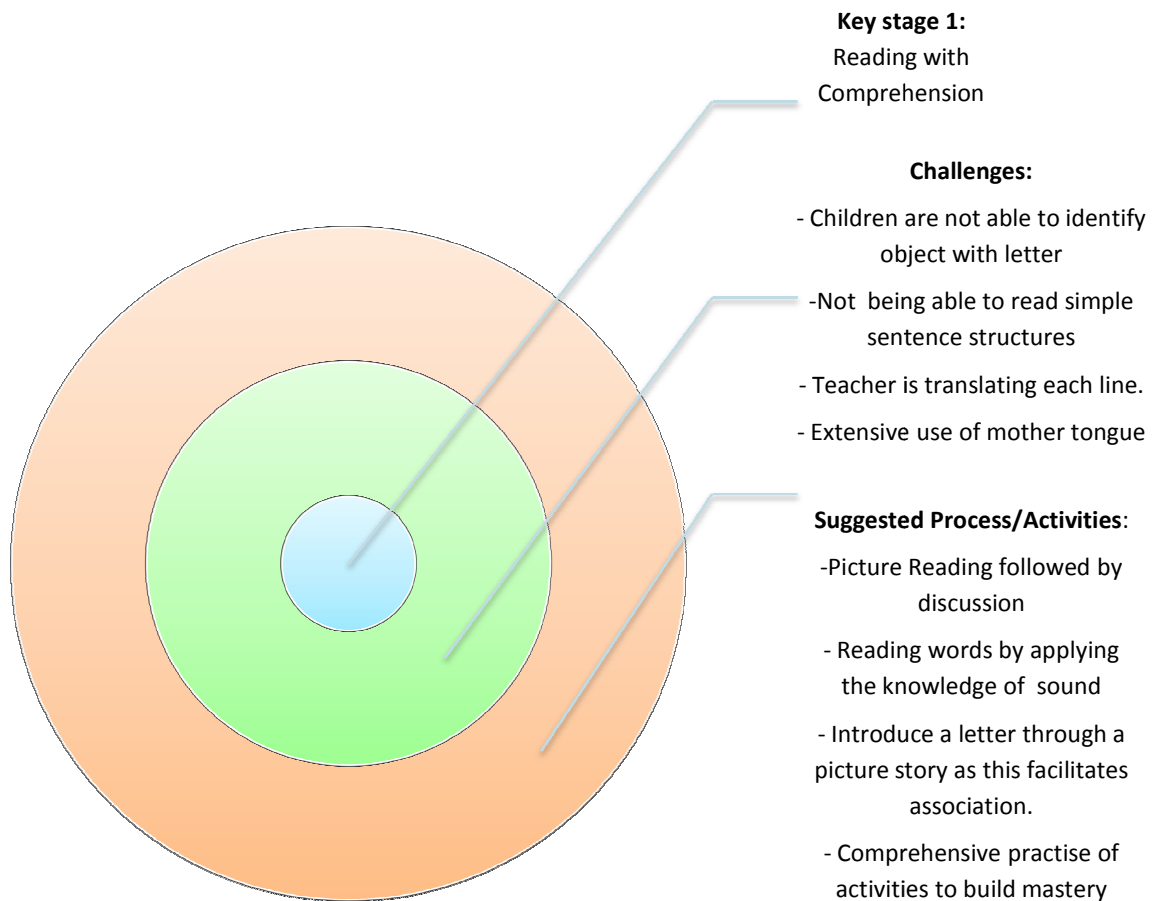 Key stage 1:
Reading with
Comprehension
Challenges:
- Children are not able to identify
object with letter
-Not being able to read simple
sentence structures
- Teacher is translating each line.
- Extensive use of mother tongue
Suggested Process/Activities:
-Picture Reading followed by
discussion
- Reading words by applying
the knowledge of sound
- Introduce a letter through a
picture story as this facilitates
association.
- Comprehensive practise of
activities to build mastery